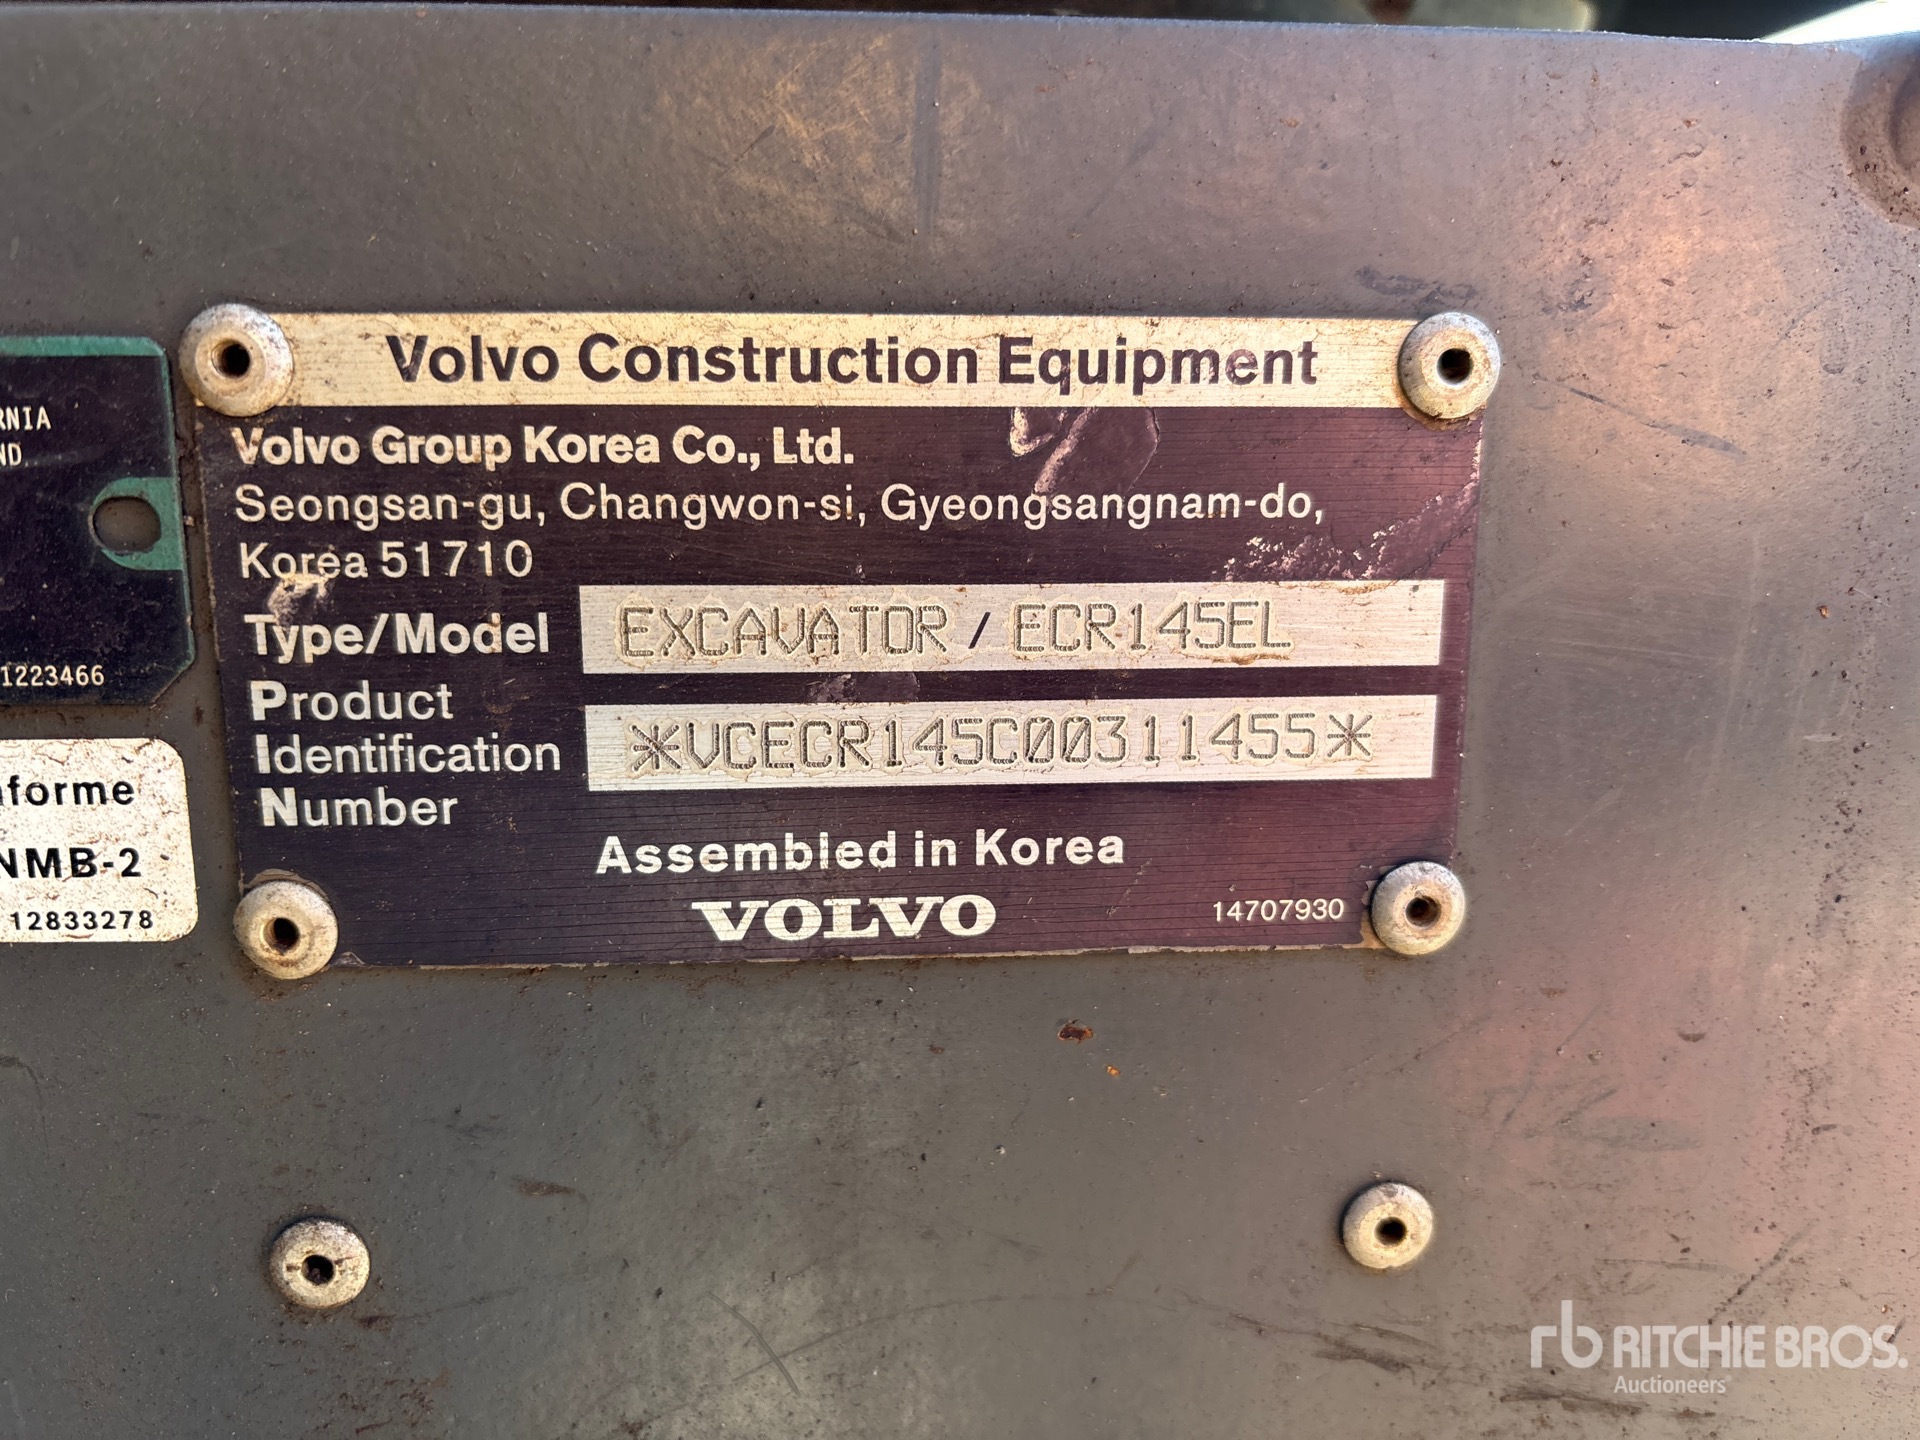 Volvo Construction Equipment
Volvo Group Korea Co., Ltd.
Seongsan-gu, Changwon-si, Gyeongsangnam-do,
Korea 51710
Type/Model EXCAVATOR / ECR145EL
Product
Identification *VCECR145C00311455*
Number
Assembled in Korea
VOLVO 14707930
RNIA
ND
1223466
forme
NMB-2
12833278
rb RITCHIE BROS.
Auctioneers